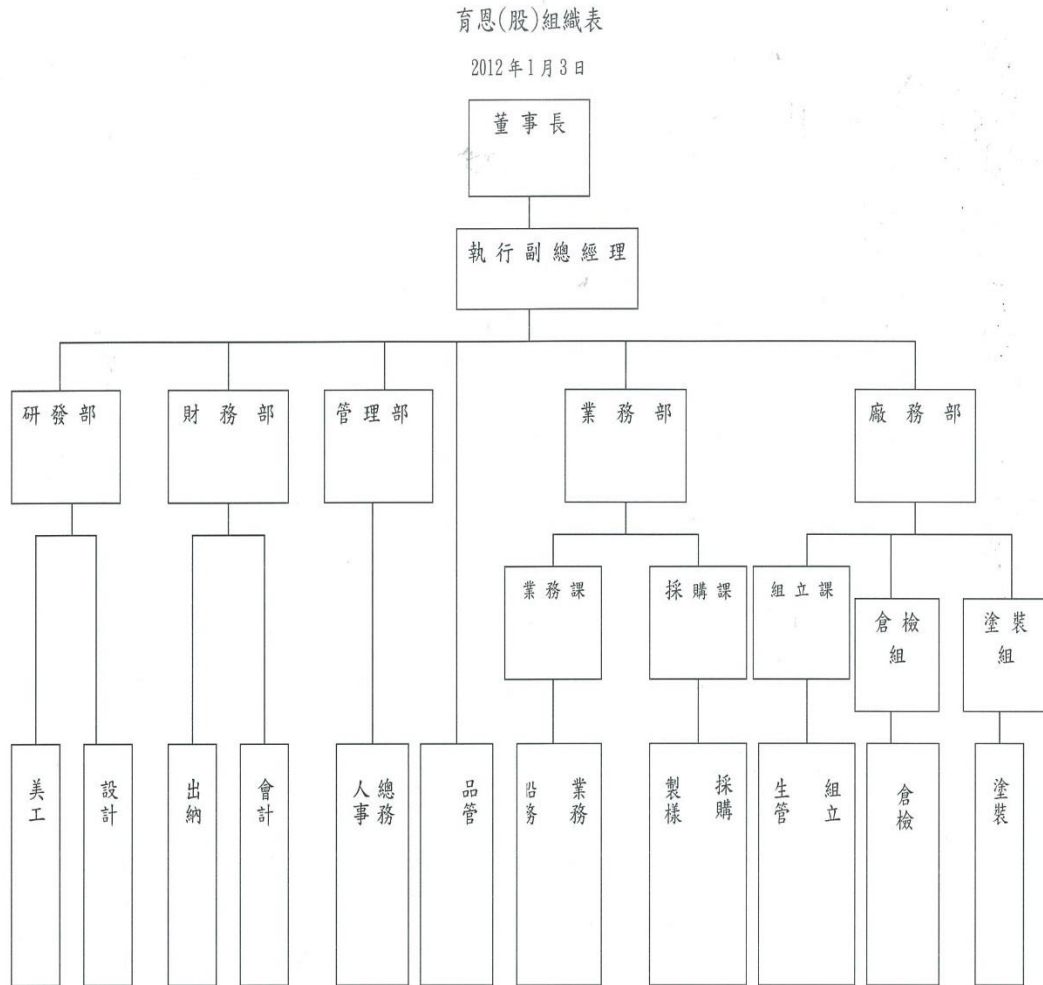 育恩(股)組織表
2012年1月3日
董事長
執行副總經理
研發部
財務部
管理部
業務部
廠務部
業務課
採購課
組立課
倉檢
組
塗裝
組
美工
設計
出納
會計
總務
人事
品管
業務
採購
製樣
組立
生管
倉檢
塗裝